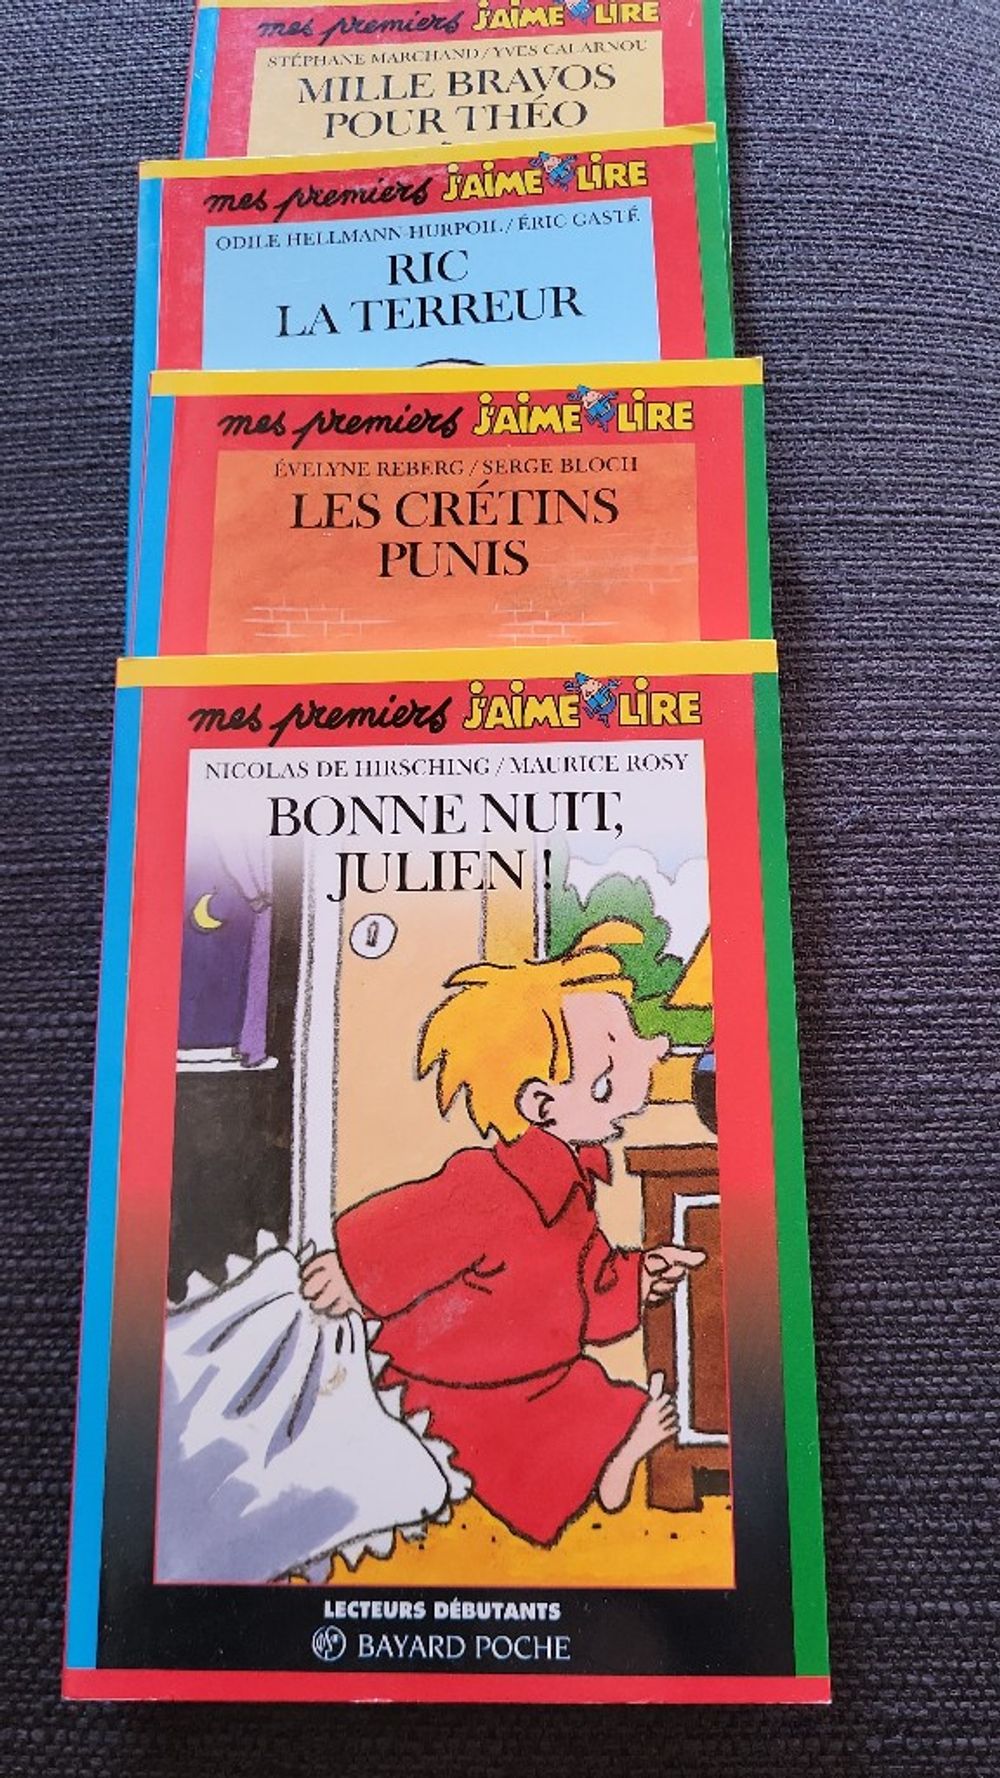 mes premiers J'AIME LIRE
STÉPHANE MARCHAND/YVES CALARNOU
MILLE BRAVOS
POUR THÉO
mes premiers J'AIME LIRE
ODILE HELLMANN-HURPOIL/ÉRIC GASTÉ
RIC
LA TERREUR
mes premiers J'AIME LIRE
ÉVELYNE REBERG/SERGE BLOCH
LES CRÉTINS
PUNIS
mes premiers J'AIME LIRE
NICOLAS DE HIRSCHING/MAURICE ROSY
BONNE NUIT,
JULIEN !
LECTEURS DÉBUTANTS
BAYARD POCHE